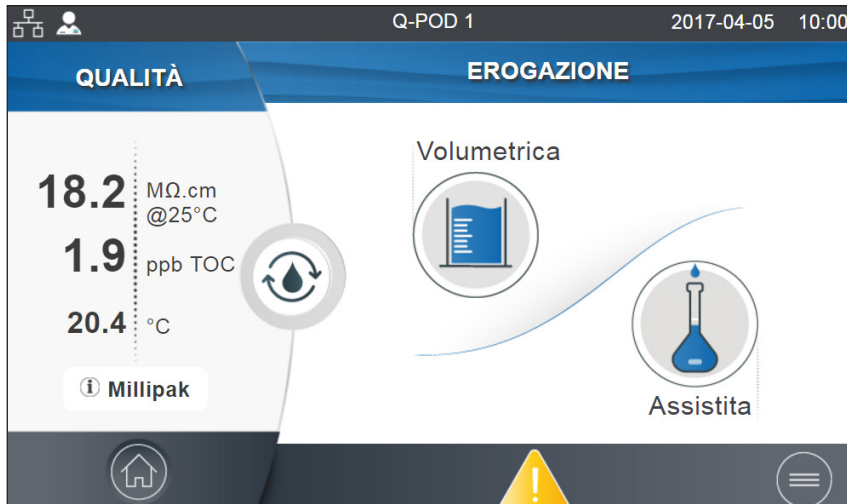 Q-POD 1
2017-04-05 10:00
QUALITÀ
EROGAZIONE
18.2 MΩ.cm
@25°C
1.9 ppb TOC
20.4 °C
Millipak
Volumetrica
Assistita